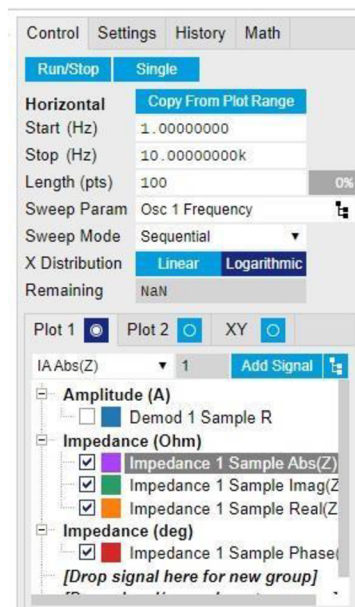 Control Settings History Math
Run/Stop Single
Horizontal Copy From Plot Range
Start (Hz) 1.00000000
Stop (Hz) 10.00000000k
Length (pts) 100 0%
Sweep Param Osc 1 Frequency
Sweep Mode Sequential
X Distribution Linear Logarithmic
Remaining NaN
Plot 1 Plot 2 XY
IA Abs(Z) 1 Add Signal
Amplitude (A)
Demod 1 Sample R
Impedance (Ohm)
Impedance 1 Sample Abs(Z)
Impedance 1 Sample Imag(Z
Impedance 1 Sample Real(Z
Impedance (deg)
Impedance 1 Sample Phase(
[Drop signal here for new group]